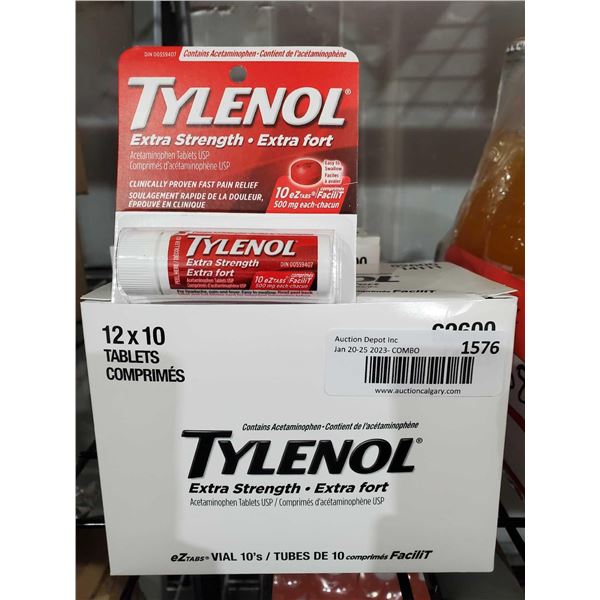 DIN 00559407
Contains Acetaminophen • Contient de l'acétaminophène
TYLENOL®
Extra Strength • Extra fort
Acetaminophen Tablets USP
Comprimés d'acétaminophène USP
Easy to
Swallow
Faciles
à avaler
CLINICALLY PROVEN FAST PAIN RELIEF
SOULAGEMENT RAPIDE DE LA DOULEUR,
ÉPROUVÉ EN CLINIQUE
10 eZTABS® / comprimés FaciliT
500 mg each•chacun
TYLENOL
Extra Strength
Extra fort
DIN 00559407
Acetaminophen Tablets USP
10 eZTABS / comprimés FaciliT
500 mg each•chacun
12 x 10
TABLETS
COMPRIMÉS
Auction Depot Inc
Jan 20-25 2023- COMBO
1576
www.auctioncalgary.com
Contains Acetaminophen • Contient de l'acétaminophène
TYLENOL®
Extra Strength • Extra fort
Acetaminophen Tablets USP / Comprimés d'acétaminophène USP
eZTABS® VIAL 10's / TUBES DE 10 comprimés FaciliT